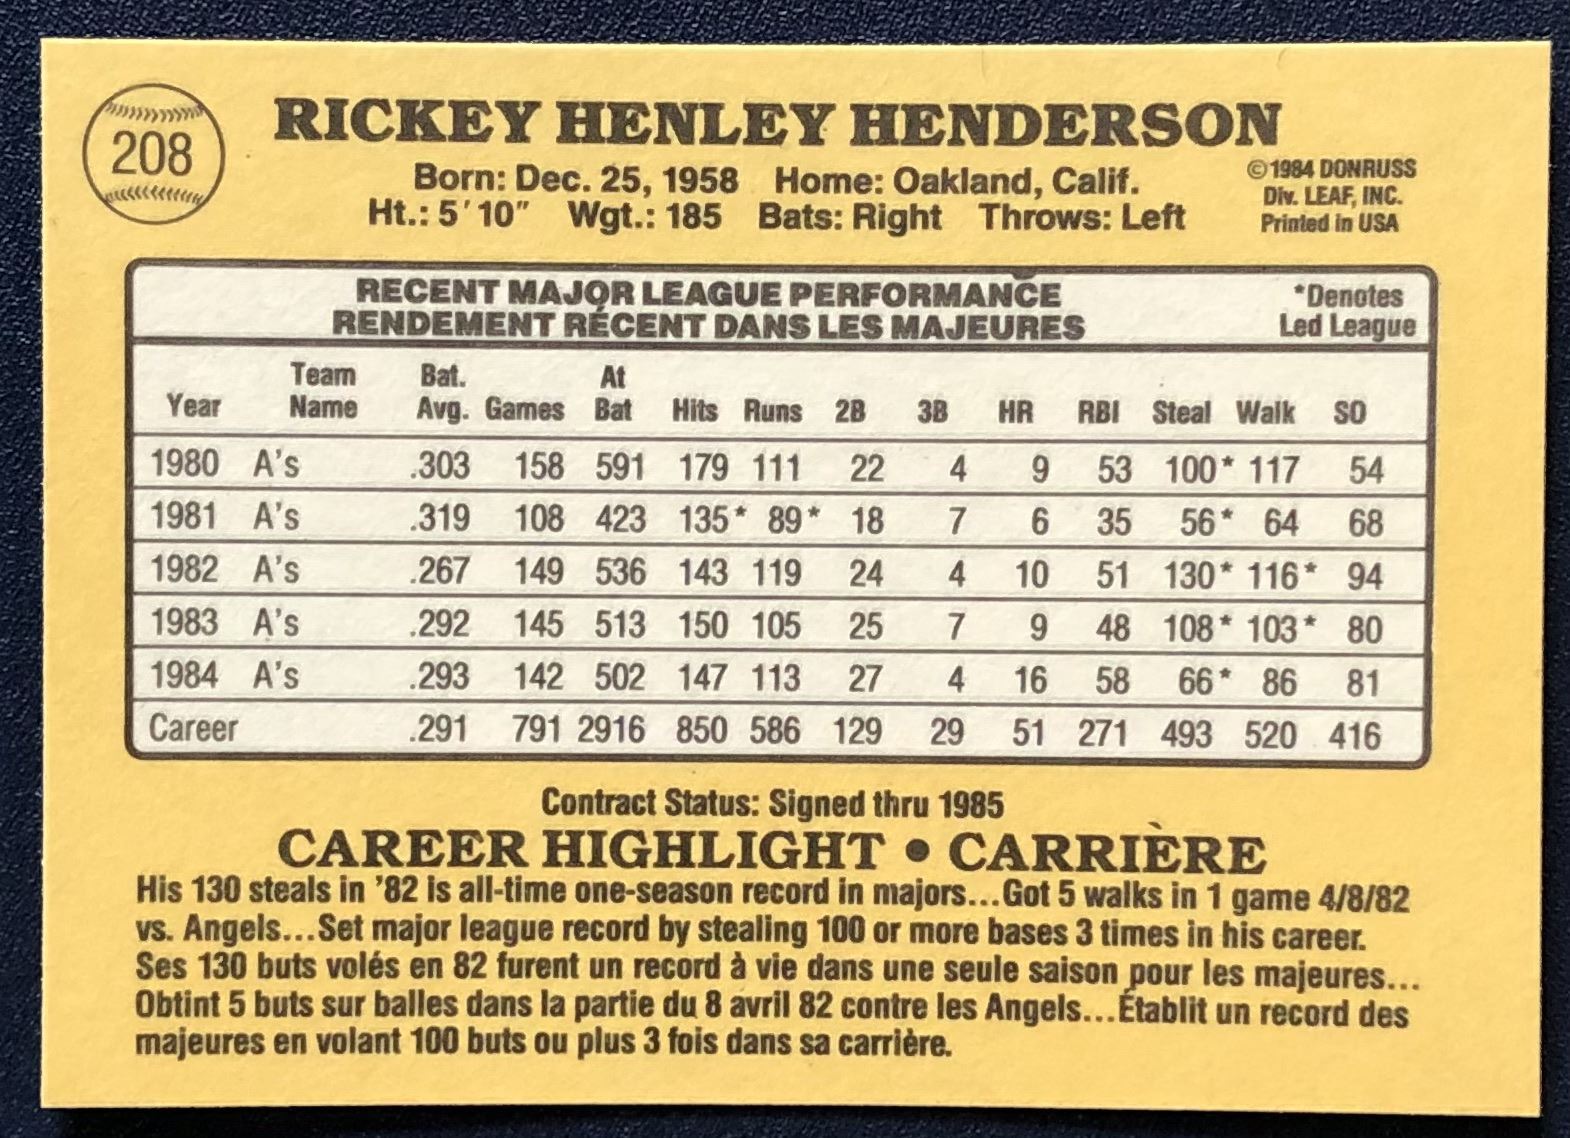 208
RICKEY HENLEY HENDERSON
Born: Dec. 25, 1958 Home: Oakland, Calif.
Ht.: 5'10" Wgt.: 185 Bats: Right Throws: Left
©1984 DONRUSS
Div. LEAF, INC.
Printed in USA
RECENT MAJOR LEAGUE PERFORMANCE
RENDEMENT RÉCENT DANS LES MAJEURES
*Denotes
Led League
Year Team Name Bat. Avg. Games At Bat Hits Runs 2B 3B HR RBI Steal Walk SO
1980 A's .303 158 591 179 111 22 4 9 53 100* 117 54
1981 A's .319 108 423 135* 89* 18 7 6 35 56* 64 68
1982 A's .267 149 536 143 119 24 4 10 51 130* 116* 94
1983 A's .292 145 513 150 105 25 7 9 48 108* 103* 80
1984 A's .293 142 502 147 113 27 4 16 58 66* 86 81
Career .291 791 2916 850 586 129 29 51 271 493 520 416
Contract Status: Signed thru 1985
CAREER HIGHLIGHT • CARRIÈRE
His 130 steals in '82 is all-time one-season record in majors...Got 5 walks in 1 game 4/8/82
vs. Angels...Set major league record by stealing 100 or more bases 3 times in his career.
Ses 130 buts volés en 82 furent un record à vie dans une seule saison pour les majeures...
Obtint 5 buts sur balles dans la partie du 8 avril 82 contre les Angels...Établit un record des
majeures en volant 100 buts ou plus 3 fois dans sa carrière.